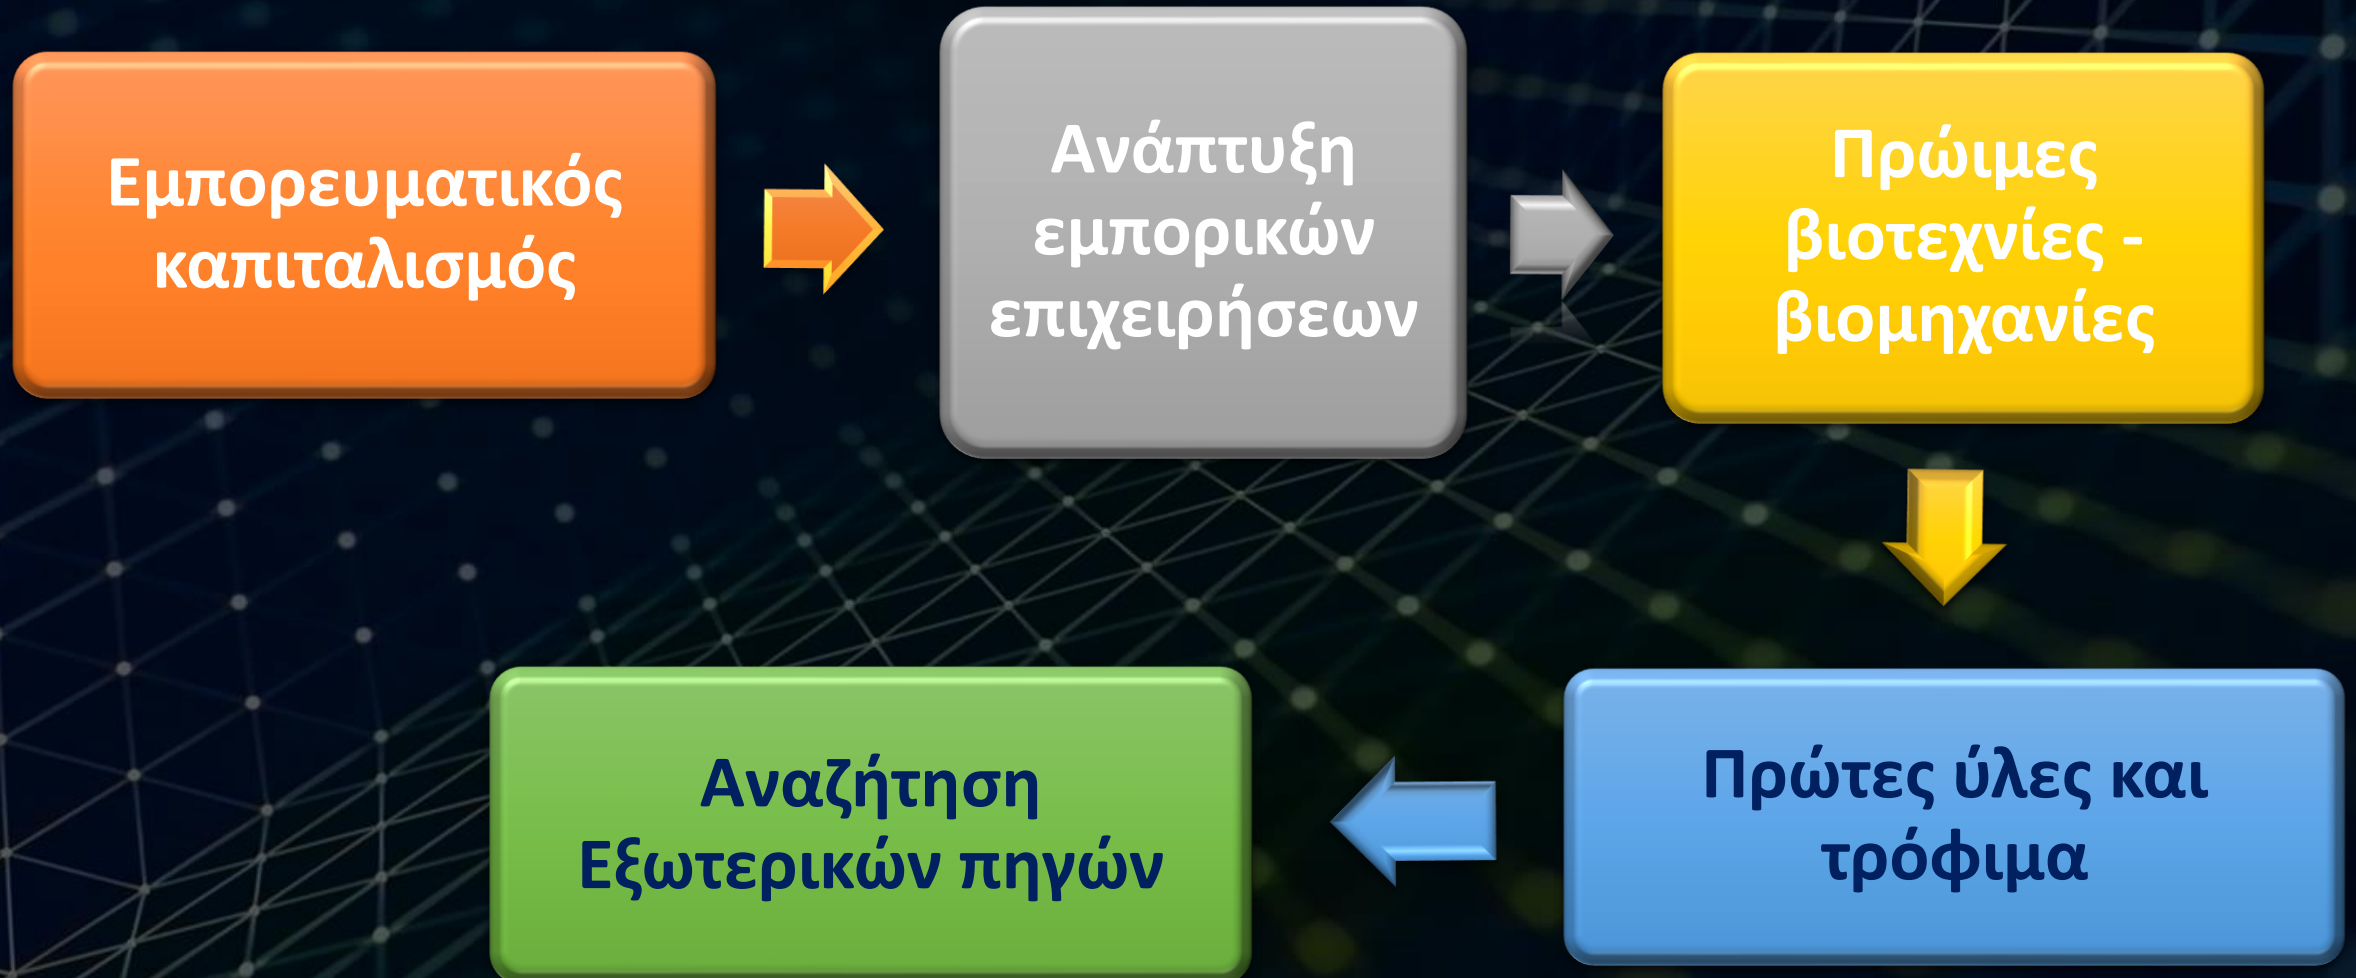 Εμπορευματικός
καπιταλισμός
Ανάπτυξη
εμπορικών
επιχειρήσεων
Πρώιμες
βιοτεχνίες -
βιομηχανίες
Πρώτες ύλες και
τρόφιμα
Αναζήτηση
Εξωτερικών πηγών